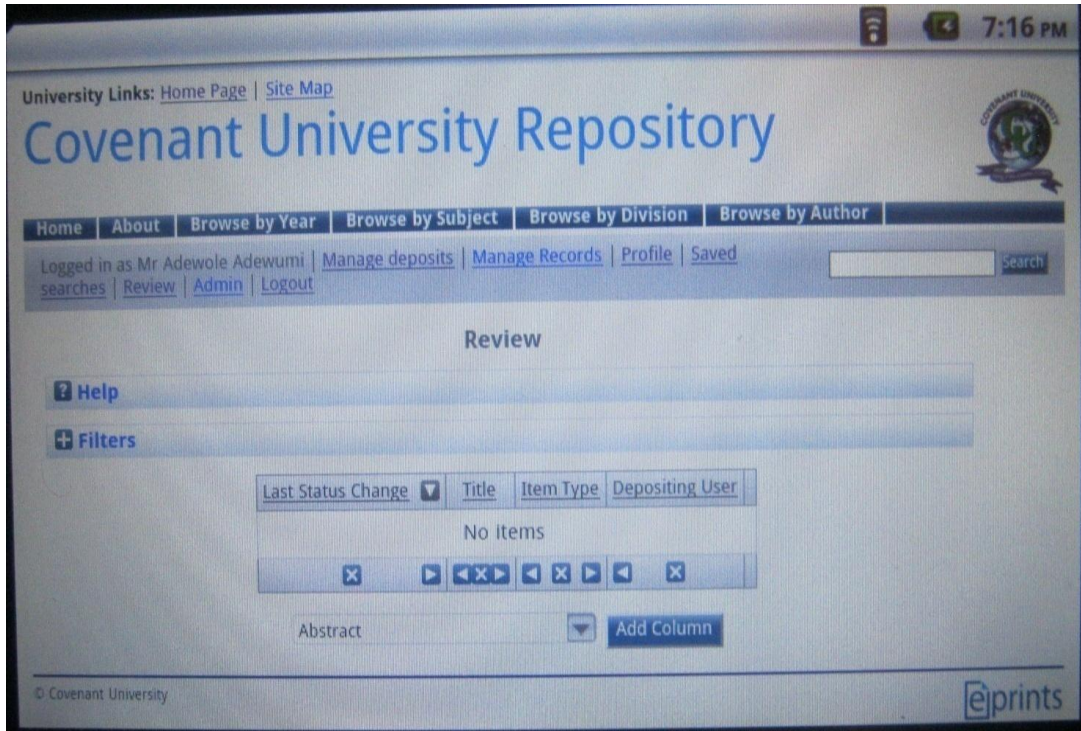 7:16 PM
University Links: Home Page | Site Map
Covenant University Repository
COVENANT UNIVERSITY
Home | About | Browse by Year | Browse by Subject | Browse by Division | Browse by Author |
Logged in as Mr Adewole Adewumi | Manage deposits | Manage Records | Profile | Saved
searches | Review | Admin | Logout
Search
Review
? Help
+ Filters
Last Status Change Title Item Type Depositing User
No items
Abstract
Add Column
© Covenant University
eprints